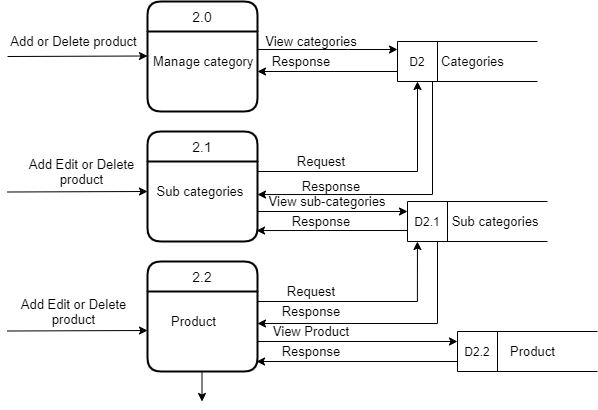 2.0
Add or Delete product
View categories
Manage category
Response
D2
Categories
2.1
Add Edit or Delete
product
Request
Sub categories
Response
View sub-categories
Response
D2.1
Sub categories
2.2
Request
Add Edit or Delete
product
Response
Product
View Product
Response
D2.2
Product